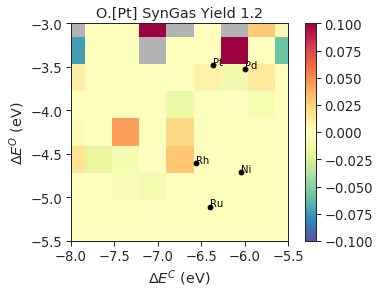 O.[Pt] SynGas Yield 1.2
−3.0
−3.5
−4.0
−4.5
−5.0
−5.5
ΔE^O (eV)
Pt
Pd
Rh
Ni
Ru
−8.0 −7.5 −7.0 −6.5 −6.0 −5.5
ΔE^C (eV)
0.100
0.075
0.050
0.025
0.000
−0.025
−0.050
−0.075
−0.100